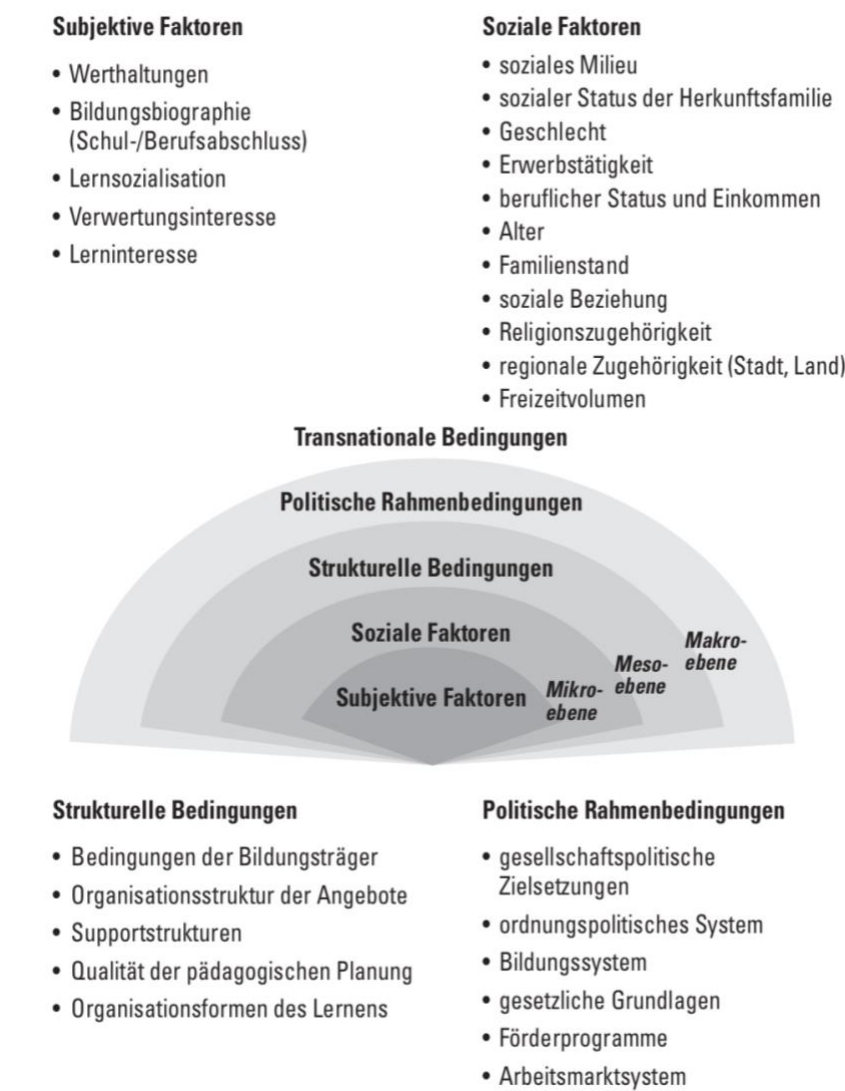 Subjektive Faktoren
• Werthaltungen
• Bildungsbiographie
(Schul-/Berufsabschluss)
• Lernsozialisation
• Verwertungsinteresse
• Lerninteresse
Soziale Faktoren
• soziales Milieu
• sozialer Status der Herkunftsfamilie
• Geschlecht
• Erwerbstätigkeit
• beruflicher Status und Einkommen
• Alter
• Familienstand
• soziale Beziehung
• Religionszugehörigkeit
• regionale Zugehörigkeit (Stadt, Land)
• Freizeitvolumen
Transnationale Bedingungen
Politische Rahmenbedingungen
Strukturelle Bedingungen
Soziale Faktoren
Subjektive Faktoren
Mikro-
ebene
Meso-
ebene
Makro-
ebene
Strukturelle Bedingungen
• Bedingungen der Bildungsträger
• Organisationsstruktur der Angebote
• Supportstrukturen
• Qualität der pädagogischen Planung
• Organisationsformen des Lernens
Politische Rahmenbedingungen
• gesellschaftspolitische
Zielsetzungen
• ordnungspolitisches System
• Bildungssystem
• gesetzliche Grundlagen
• Förderprogramme
• Arbeitsmarktsystem